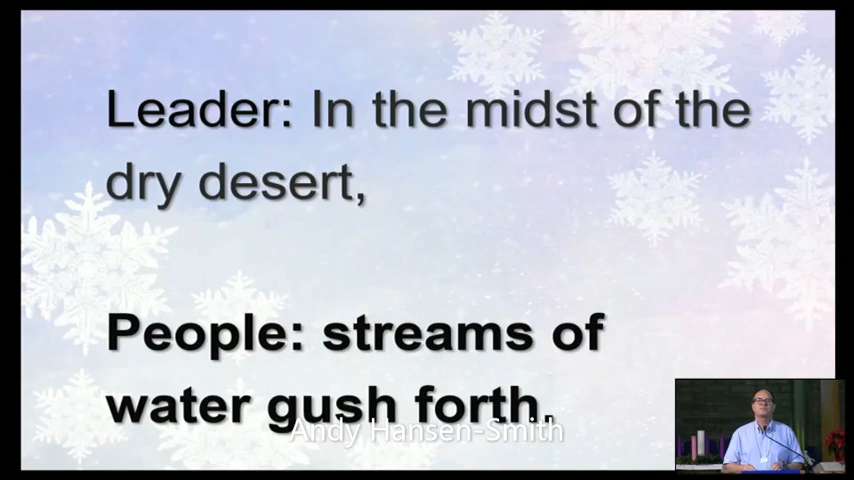 Leader: In the midst of the
dry desert,
People: streams of
water gush forth.
Andy Hansen-Smith